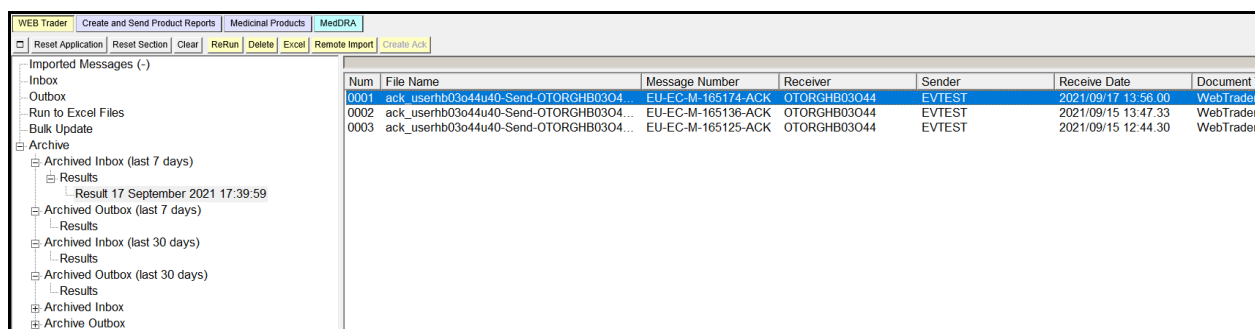 WEB Trader Create and Send Product Reports Medicinal Products MedDRA
Reset Application Reset Section Clear ReRun Delete Excel Remote Import Create Ack
Imported Messages (-)
Inbox
Outbox
Run to Excel Files
Bulk Update
Archive
Archived Inbox (last 7 days)
Results
Result 17 September 2021 17:39:59
Archived Outbox (last 7 days)
Results
Archived Inbox (last 30 days)
Results
Archived Outbox (last 30 days)
Results
Archived Inbox
Archive Outbox
Num File Name Message Number Receiver Sender Receive Date Document
0001 ack_userhb03o44u40-Send-OTORGHB03O4... EU-EC-M-165174-ACK OTORGHB03O44 EVTEST 2021/09/17 13:56.00 WebTrader
0002 ack_userhb03o44u40-Send-OTORGHB03O4... EU-EC-M-165136-ACK OTORGHB03O44 EVTEST 2021/09/15 13:47.33 WebTrader
0003 ack_userhb03o44u40-Send-OTORGHB03O4... EU-EC-M-165125-ACK OTORGHB03O44 EVTEST 2021/09/15 12:44.30 WebTrader